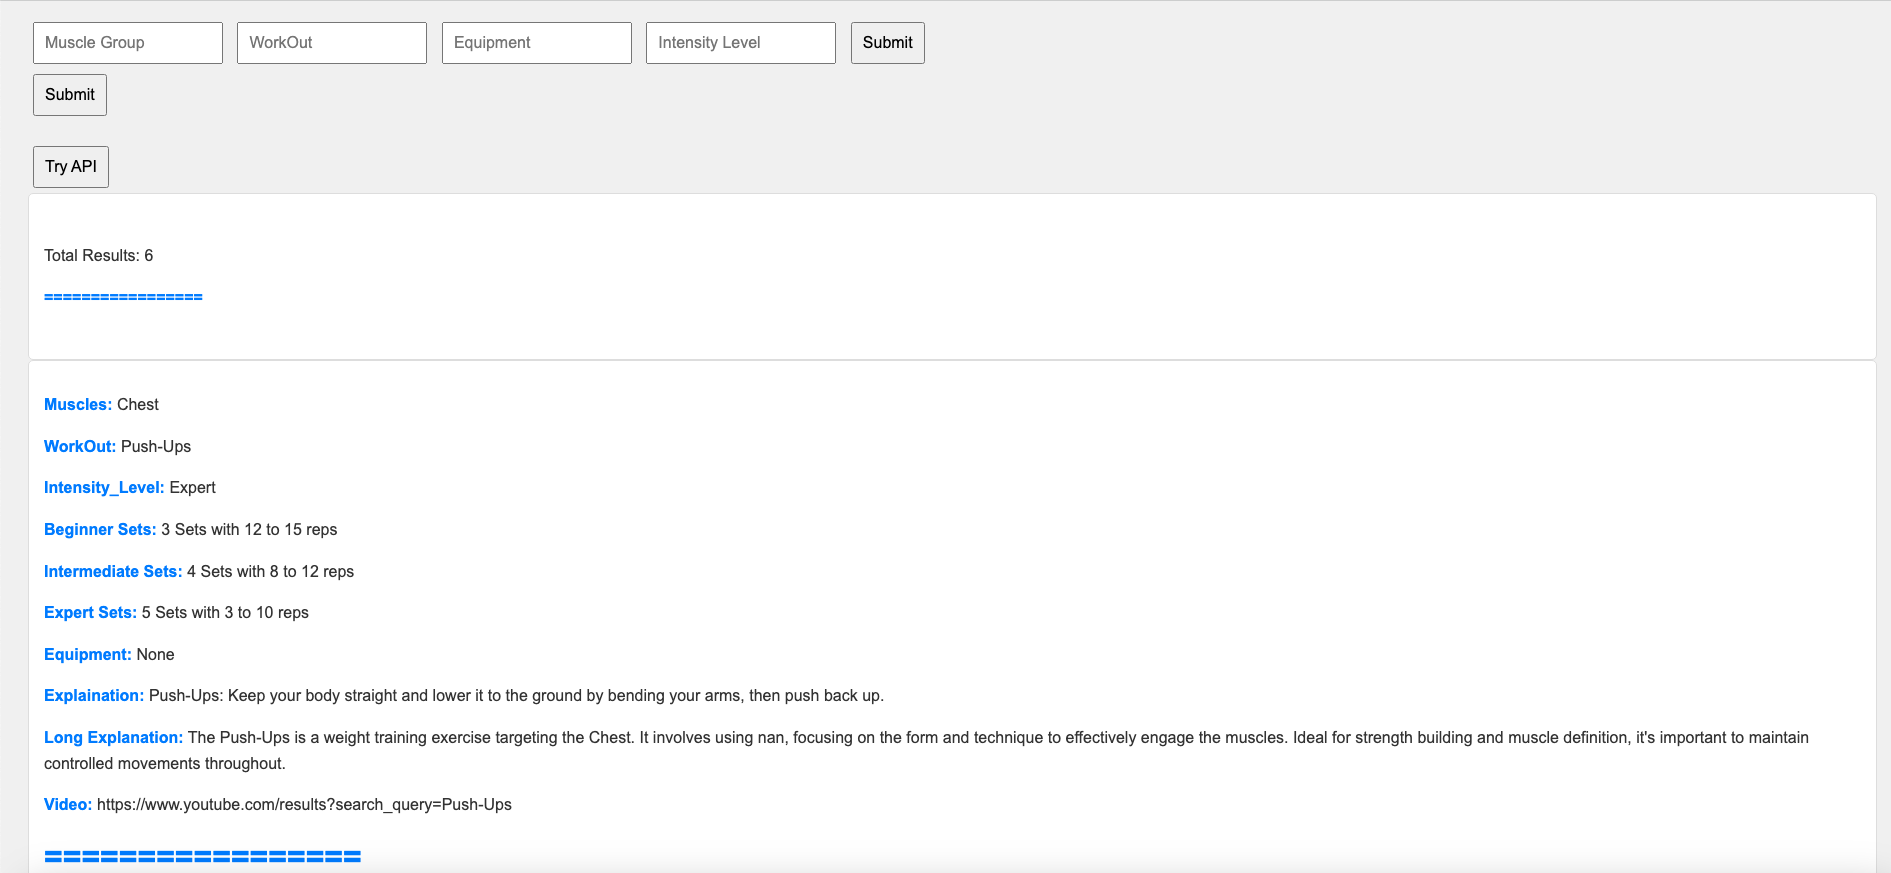 Muscle Group WorkOut Equipment Intensity Level Submit
Submit
Try API
Total Results: 6
=================
Muscles: Chest
WorkOut: Push-Ups
Intensity_Level: Expert
Beginner Sets: 3 Sets with 12 to 15 reps
Intermediate Sets: 4 Sets with 8 to 12 reps
Expert Sets: 5 Sets with 3 to 10 reps
Equipment: None
Explaination: Push-Ups: Keep your body straight and lower it to the ground by bending your arms, then push back up.
Long Explanation: The Push-Ups is a weight training exercise targeting the Chest. It involves using nan, focusing on the form and technique to effectively engage the muscles. Ideal for strength building and muscle definition, it's important to maintain
controlled movements throughout.
Video: https://www.youtube.com/results?search_query=Push-Ups
=================